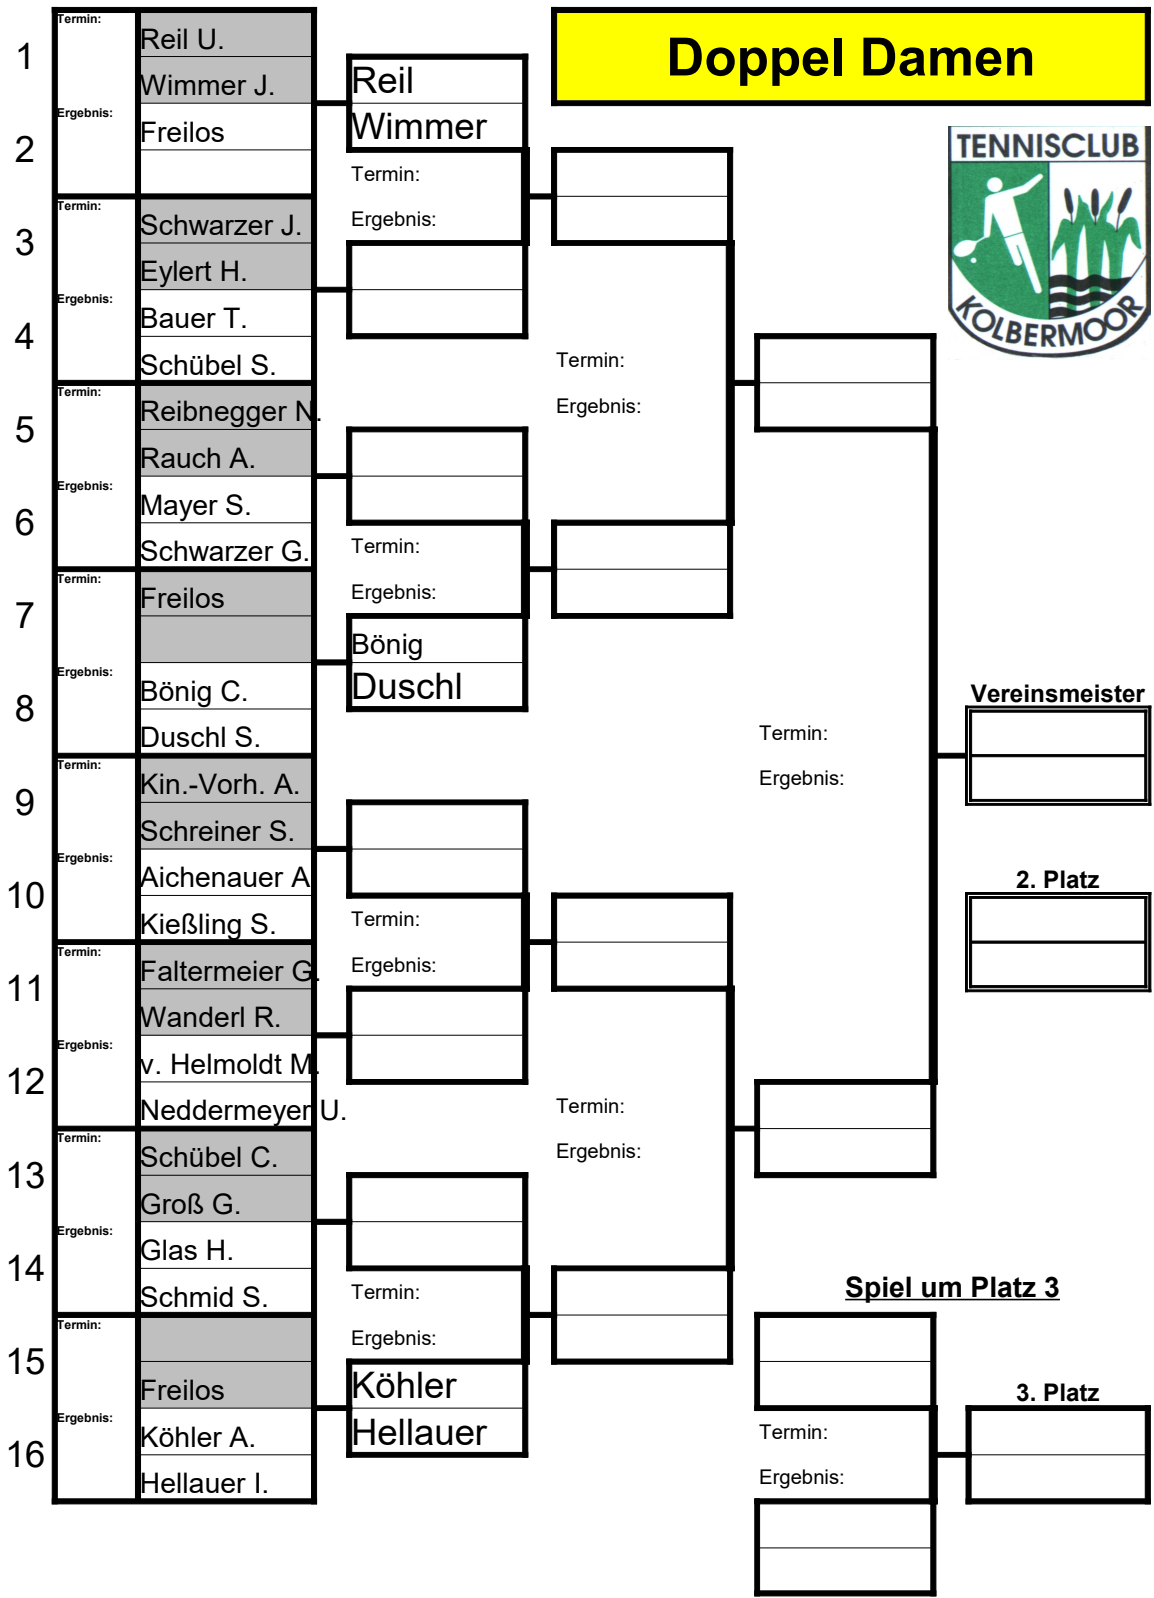 Doppel Damen
TENNISCLUB
KOLBERMOOR
1
Termin:
Reil U.
Wimmer J.
2
Ergebnis:
Freilos
3
Termin:
Schwarzer J.
Eylert H.
4
Ergebnis:
Bauer T.
Schübel S.
5
Termin:
Reibnegger N.
Rauch A.
6
Ergebnis:
Mayer S.
Schwarzer G.
7
Termin:
Freilos
8
Ergebnis:
Bönig C.
Duschl S.
9
Termin:
Kin.-Vorh. A.
Schreiner S.
10
Ergebnis:
Aichenauer A
Kießling S.
11
Termin:
Faltermeier G.
Wanderl R.
12
Ergebnis:
v. Helmoldt M.
Neddermeyer U.
13
Termin:
Schübel C.
Groß G.
14
Ergebnis:
Glas H.
Schmid S.
15
Termin:
Freilos
16
Ergebnis:
Köhler A.
Hellauer I.
Reil
Wimmer
Termin:
Ergebnis:
Termin:
Ergebnis:
Bönig
Duschl
Termin:
Ergebnis:
Termin:
Ergebnis:
Köhler
Hellauer
Termin:
Ergebnis:
Termin:
Ergebnis:
Termin:
Ergebnis:
Vereinsmeister
2. Platz
Spiel um Platz 3
Termin:
Ergebnis:
3. Platz